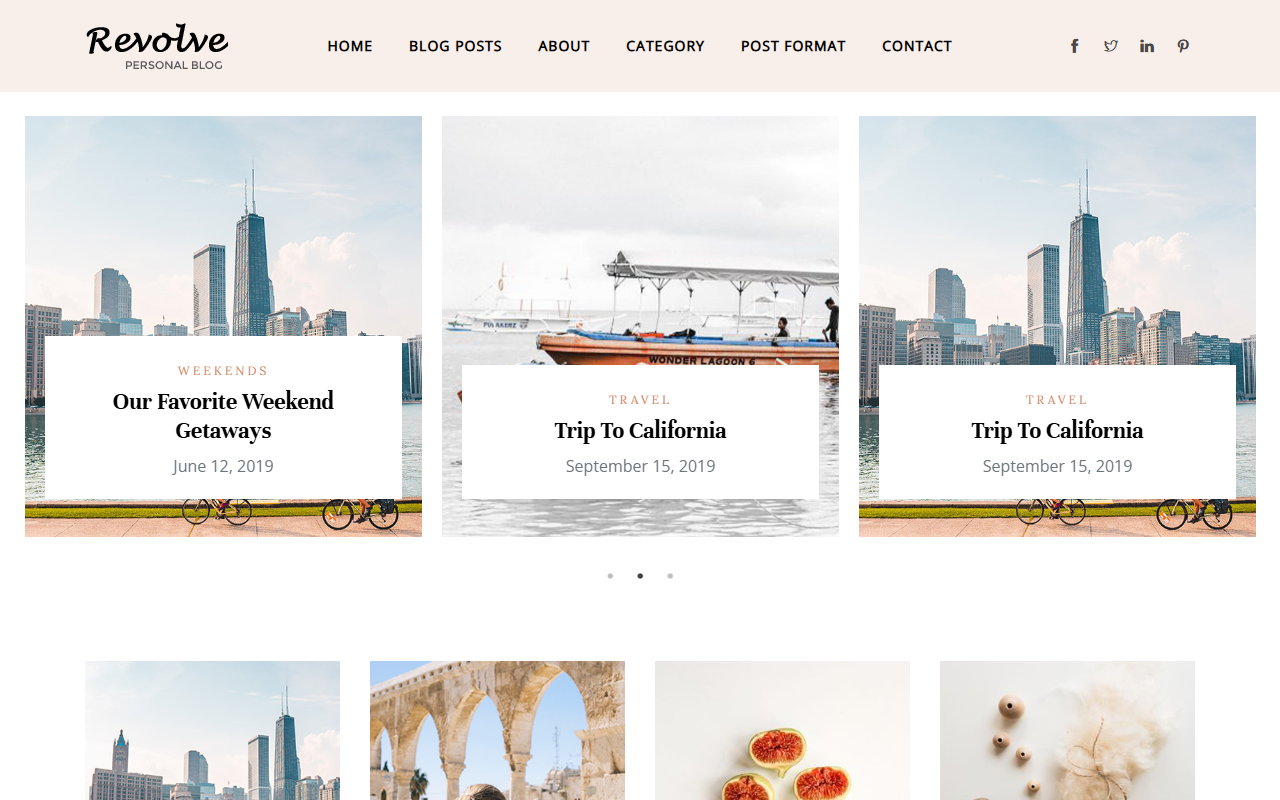 Revolve
PERSONAL BLOG
HOME
BLOG POSTS
ABOUT
CATEGORY
POST FORMAT
CONTACT
WEEKENDS
Our Favorite Weekend
Getaways
June 12, 2019
WONDER LAGOON 6
TRAVEL
Trip To California
September 15, 2019
TRAVEL
Trip To California
September 15, 2019